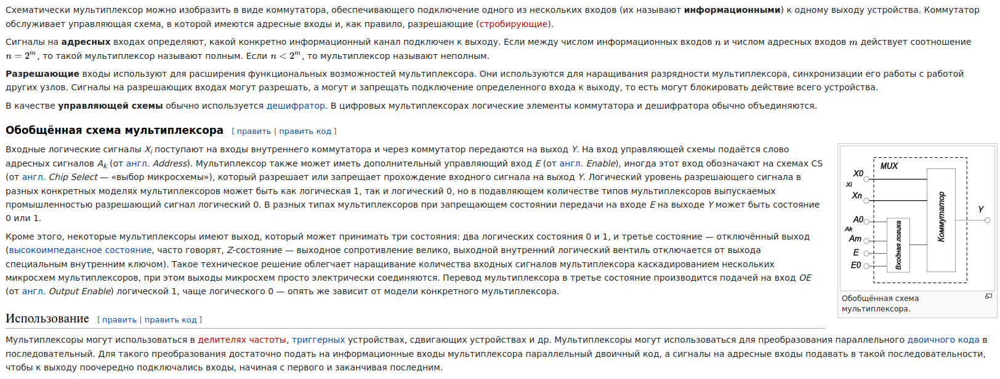 Схематически мультиплексор можно изобразить в виде коммутатора, обеспечивающего подключение одного из нескольких входов (их называют информационными) к одному выходу устройства. Коммутатор
обслуживает управляющая схема, в которой имеются адресные входы и, как правило, разрешающие (стробирующие).
Сигналы на адресных входах определяют, какой конкретно информационный канал подключен к выходу. Если между числом информационных входов n и числом адресных входов m действует соотношение
n = 2^m, то такой мультиплексор называют полным. Если n < 2^m, то мультиплексор называют неполным.
Разрешающие входы используют для расширения функциональных возможностей мультиплексора. Они используются для наращивания разрядности мультиплексора, синхронизации его работы с работой
других узлов. Сигналы на разрешающих входах могут разрешать, а могут и запрещать подключение определенного входа к выходу, то есть могут блокировать действие всего устройства.
В качестве управляющей схемы обычно используется дешифратор. В цифровых мультиплексорах логические элементы коммутатора и дешифратора обычно объединяются.
Обобщённая схема мультиплексора [ править | править код ]
Входные логические сигналы Xi поступают на входы внутреннего коммутатора и через коммутатор передаются на выход Y. На вход управляющей схемы подаётся слово
адресных сигналов Ak (от англ. Address). Мультиплексор также может иметь дополнительный управляющий вход E (от англ. Enable), иногда этот вход обозначают на схемах CS
(от англ. Chip Select — «выбор микросхемы»), который разрешает или запрещает прохождение входного сигнала на выход Y. Логический уровень разрешающего сигнала в
разных конкретных моделях мультиплексоров может быть как логическая 1, так и логический 0, но в подавляющем количестве типов мультиплексоров выпускаемых
промышленностью разрешающий сигнал логический 0. В разных типах мультиплексоров при запрещающем состоянии передачи на входе E на выходе Y может быть состояние
0 или 1.
Кроме этого, некоторые мультиплексоры имеют выход, который может принимать три состояния: два логических состояния 0 и 1, и третье состояние — отключённый выход
(высокоимпедансное состояние, часто говорят, Z-состояние — выходное сопротивление велико, выходной внутренний логический вентиль отключается от выхода
специальным внутренним ключом). Такое техническое решение облегчает наращивание количества входных сигналов мультиплексора каскадированием нескольких
микросхем мультиплексоров, при этом выходы микросхем просто электрически соединяются. Перевод мультиплексора в третье состояние производится подачей на вход OE
(от англ. Output Enable) логической 1, чаще логического 0 — опять же зависит от модели конкретного мультиплексора.
MUX
X0
Xi
Xn
A0
Ak
Am
E
E0
Входная логика
Коммутатор
Y
Обобщённая схема
мультиплексора.
Использование [ править | править код ]
Мультиплексоры могут использоваться в делителях частоты, триггерных устройствах, сдвигающих устройствах и др. Мультиплексоры могут использоваться для преобразования параллельного двоичного кода в
последовательный. Для такого преобразования достаточно подать на информационные входы мультиплексора параллельный двоичный код, а сигналы на адресные входы подавать в такой последовательности,
чтобы к выходу поочередно подключались входы, начиная с первого и заканчивая последним.